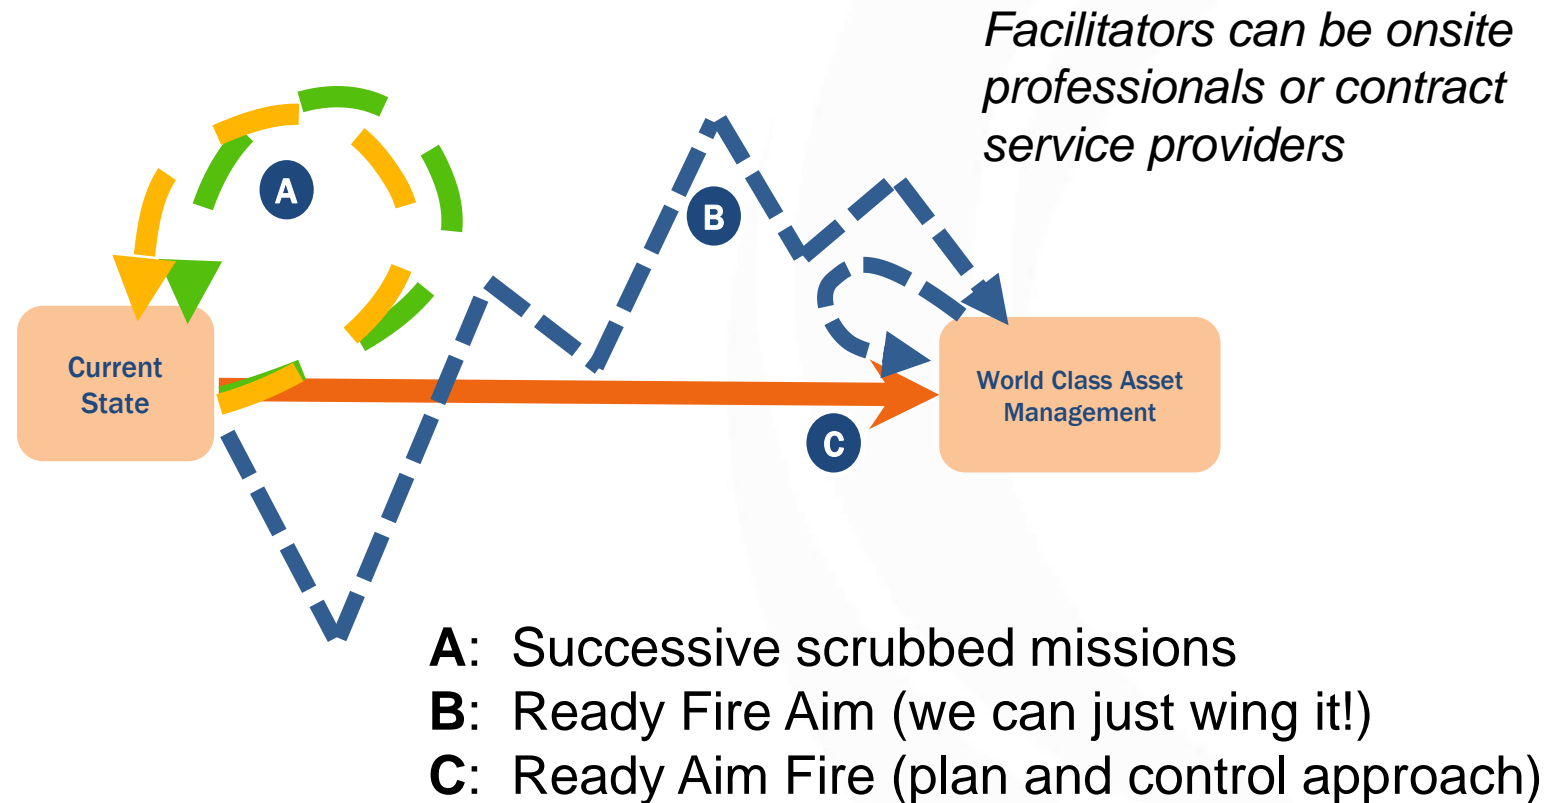 Facilitators can be onsite
professionals or contract
service providers
A
B
Current
State
World Class Asset
Management
C
A: Successive scrubbed missions
B: Ready Fire Aim (we can just wing it!)
C: Ready Aim Fire (plan and control approach)